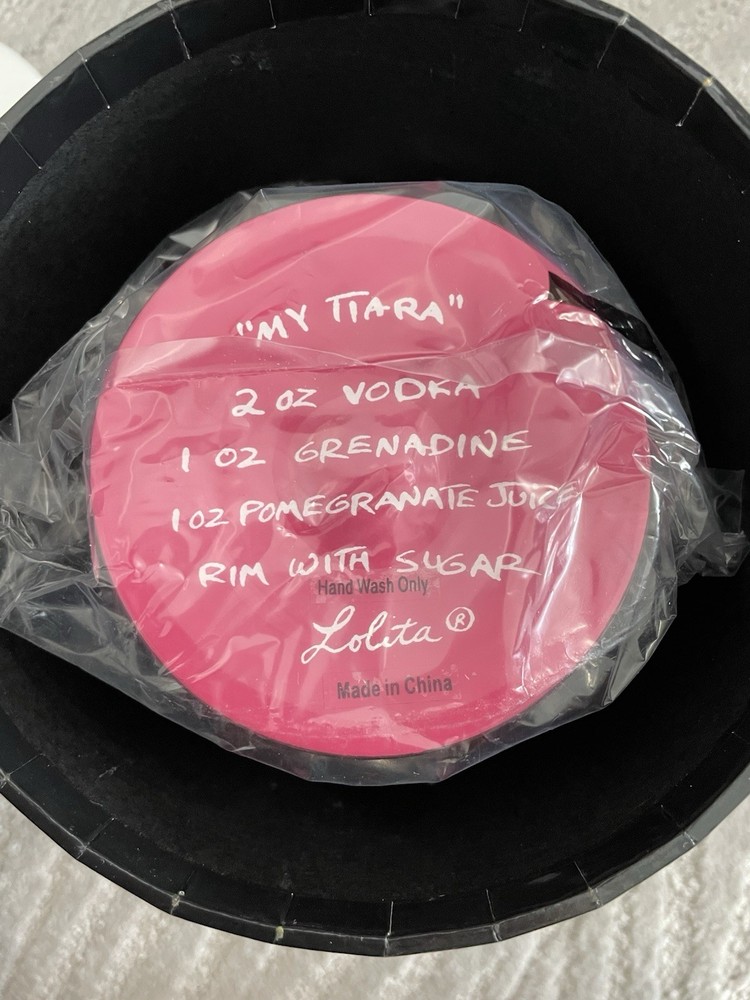 "MY TIARA"
2 OZ VODKA
1 OZ GRENADINE
1 OZ POMEGRANATE JUICE
RIM WITH SUGAR
Hand Wash Only
Lolita®
Made in China